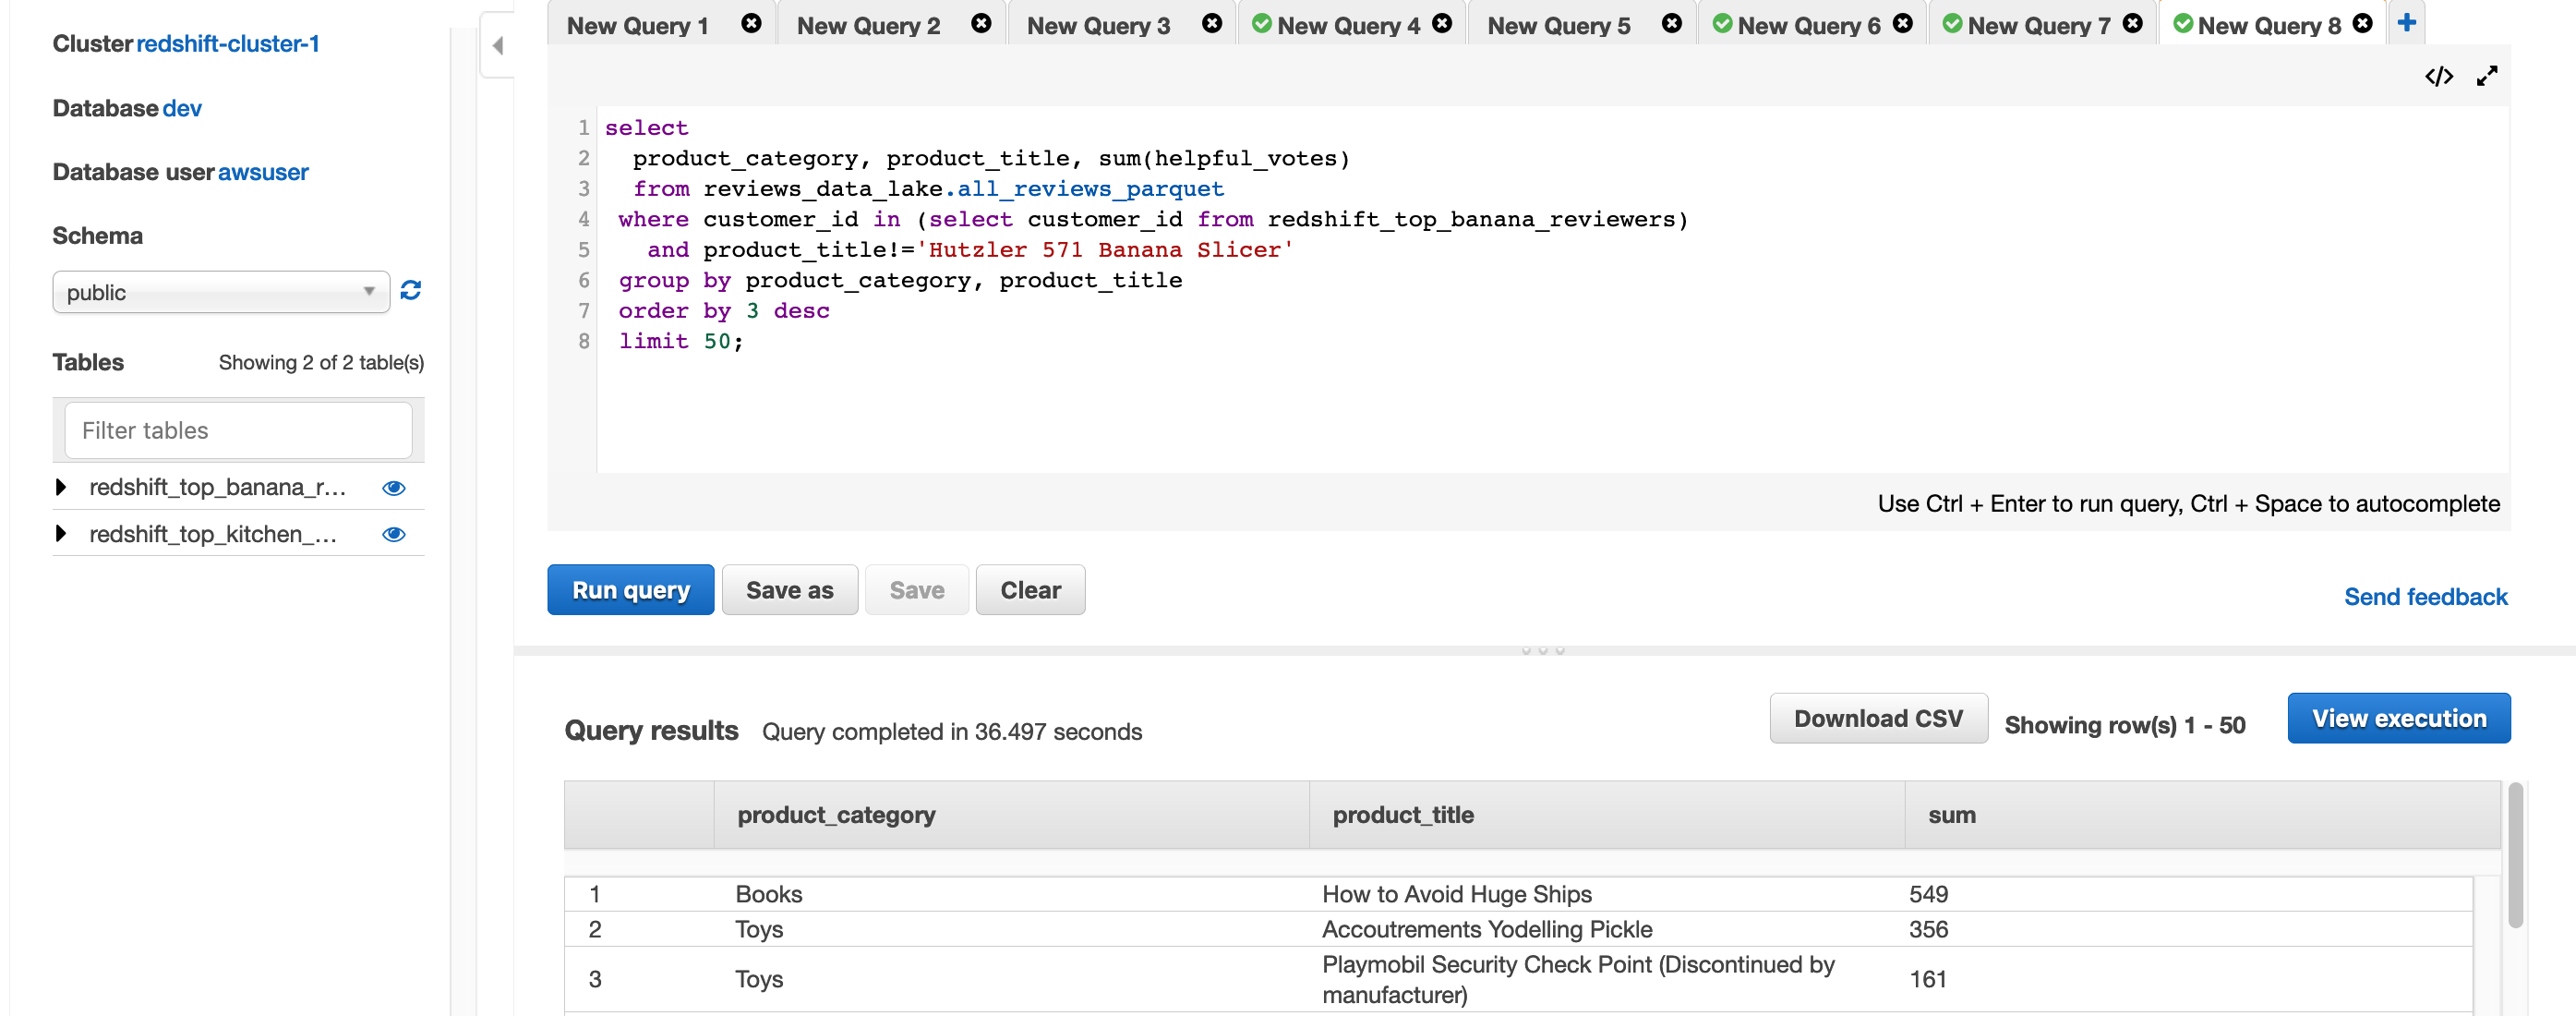 Cluster redshift-cluster-1
Database dev
Database user awsuser
Schema
public
Tables Showing 2 of 2 table(s)
Filter tables
redshift_top_banana_r...
redshift_top_kitchen_...
New Query 1 New Query 2 New Query 3 New Query 4 New Query 5 New Query 6 New Query 7 New Query 8 +
</>
1 select
2 product_category, product_title, sum(helpful_votes)
3 from reviews_data_lake.all_reviews_parquet
4 where customer_id in (select customer_id from redshift_top_banana_reviewers)
5 and product_title!='Hutzler 571 Banana Slicer'
6 group by product_category, product_title
7 order by 3 desc
8 limit 50;
Use Ctrl + Enter to run query, Ctrl + Space to autocomplete
Run query Save as Save Clear
Send feedback
Query results Query completed in 36.497 seconds
Download CSV Showing row(s) 1 - 50 View execution
product_category product_title sum
1 Books How to Avoid Huge Ships 549
2 Toys Accoutrements Yodelling Pickle 356
3 Toys Playmobil Security Check Point (Discontinued by 161
manufacturer)